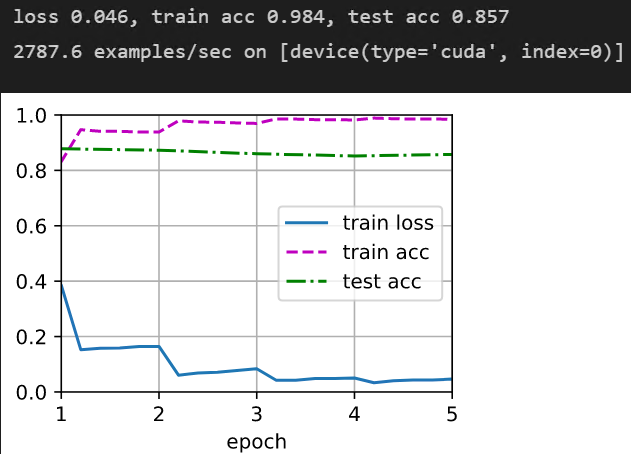 loss 0.046, train acc 0.984, test acc 0.857
2787.6 examples/sec on [device(type='cuda', index=0)]
1.0
0.8
0.6
0.4
0.2
0.0
train loss
train acc
test acc
1 2 3 4 5
epoch